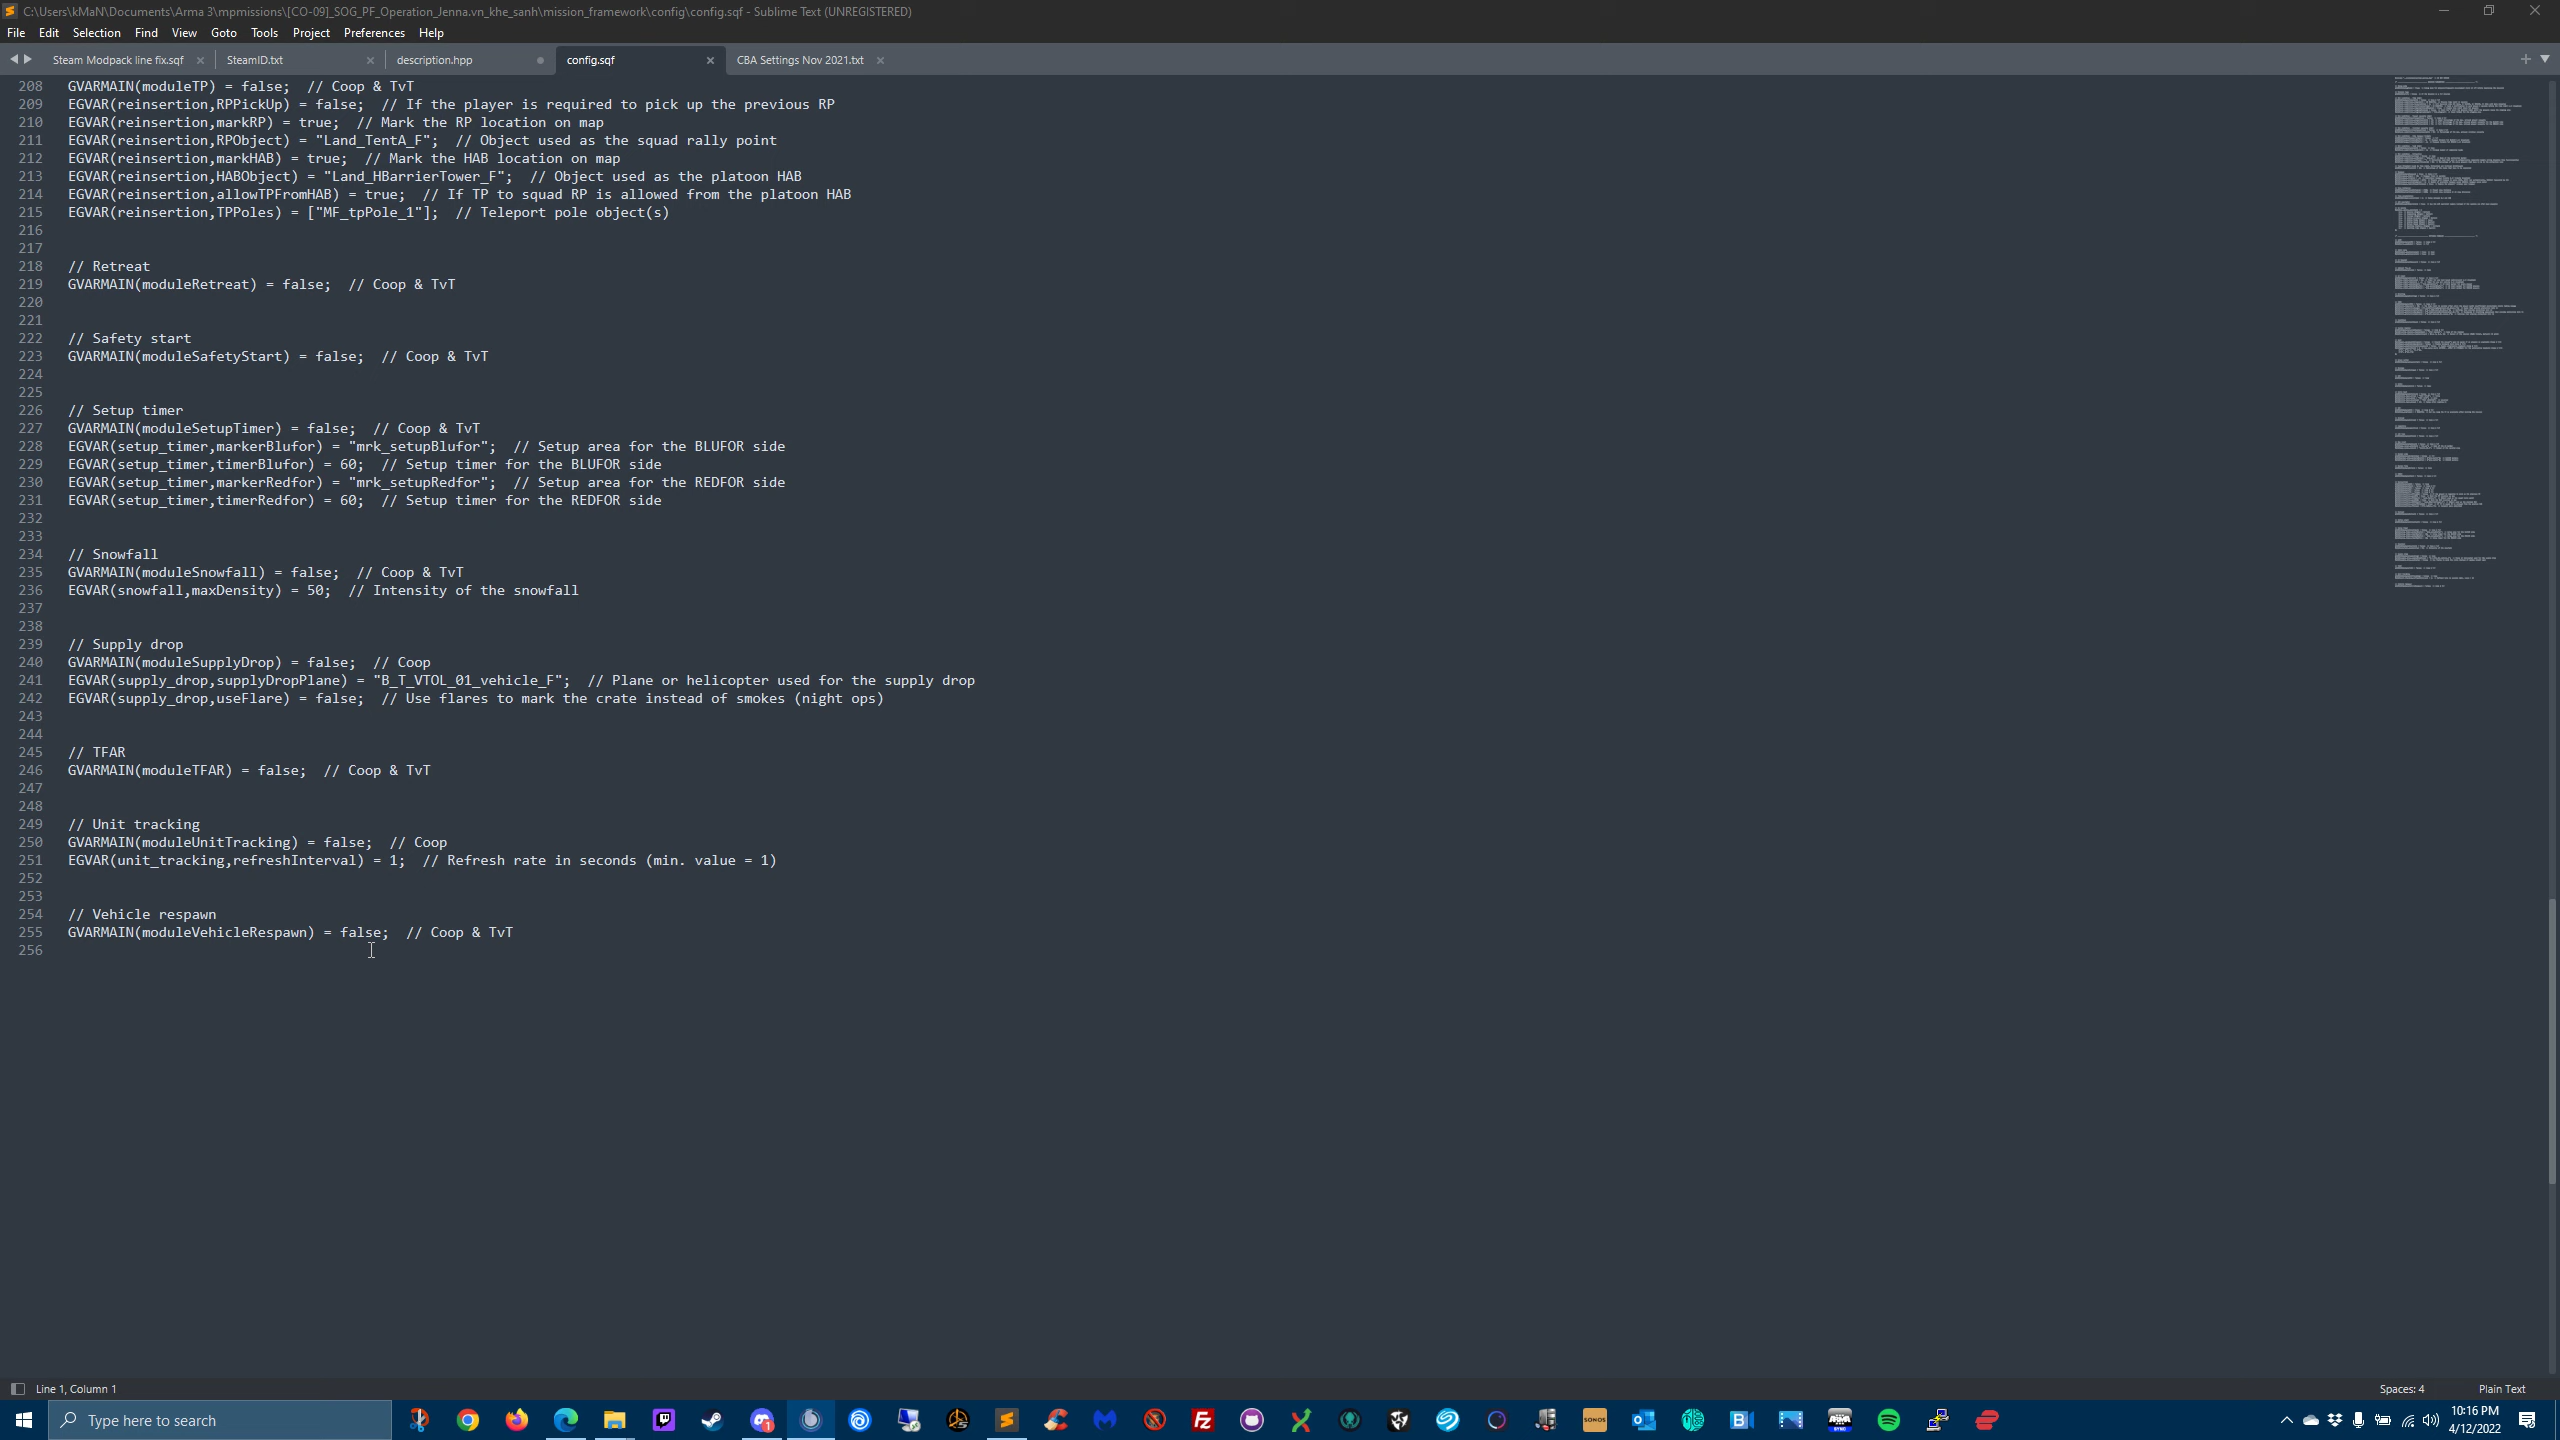 C:\Users\kMaN\Documents\Arma 3\mpmissions\[CO-09]_SOG_PF_Operation_Jenna.vn_khe_sanh\mission_framework\config\config.sqf - Sublime Text (UNREGISTERED)
File Edit Selection Find View Goto Tools Project Preferences Help
Steam Modpack line fix.sqf SteamID.txt description.hpp config.sqf CBA Settings Nov 2021.txt
208 GVARMAIN(moduleTP) = false;  // Coop & TvT
209 EGVAR(reinsertion,RPPickUp) = false;  // If the player is required to pick up the previous RP
210 EGVAR(reinsertion,markRP) = true;  // Mark the RP location on map
211 EGVAR(reinsertion,RPObject) = "Land_TentA_F";  // Object used as the squad rally point
212 EGVAR(reinsertion,markHAB) = true;  // Mark the HAB location on map
213 EGVAR(reinsertion,HABObject) = "Land_HBarrierTower_F";  // Object used as the platoon HAB
214 EGVAR(reinsertion,allowTPFromHAB) = true;  // If TP to squad RP is allowed from the platoon HAB
215 EGVAR(reinsertion,TPPoles) = ["MF_tpPole_1"];  // Teleport pole object(s)
216
217
218 // Retreat
219 GVARMAIN(moduleRetreat) = false;  // Coop & TvT
220
221
222 // Safety start
223 GVARMAIN(moduleSafetyStart) = false;  // Coop & TvT
224
225
226 // Setup timer
227 GVARMAIN(moduleSetupTimer) = false;  // Coop & TvT
228 EGVAR(setup_timer,markerBlufor) = "mrk_setupBlufor";  // Setup area for the BLUFOR side
229 EGVAR(setup_timer,timerBlufor) = 60;  // Setup timer for the BLUFOR side
230 EGVAR(setup_timer,markerRedfor) = "mrk_setupRedfor";  // Setup area for the REDFOR side
231 EGVAR(setup_timer,timerRedfor) = 60;  // Setup timer for the REDFOR side
232
233
234 // Snowfall
235 GVARMAIN(moduleSnowfall) = false;  // Coop & TvT
236 EGVAR(snowfall,maxDensity) = 50;  // Intensity of the snowfall
237
238
239 // Supply drop
240 GVARMAIN(moduleSupplyDrop) = false;  // Coop
241 EGVAR(supply_drop,supplyDropPlane) = "B_T_VTOL_01_vehicle_F";  // Plane or helicopter used for the supply drop
242 EGVAR(supply_drop,useFlare) = false;  // Use flares to mark the crate instead of smokes (night ops)
243
244
245 // TFAR
246 GVARMAIN(moduleTFAR) = false;  // Coop & TvT
247
248
249 // Unit tracking
250 GVARMAIN(moduleUnitTracking) = false;  // Coop
251 EGVAR(unit_tracking,refreshInterval) = 1;  // Refresh rate in seconds (min. value = 1)
252
253
254 // Vehicle respawn
255 GVARMAIN(moduleVehicleRespawn) = false;  // Coop & TvT
256
Line 1, Column 1 Spaces: 4 Plain Text
Type here to search
SONOS
10:16 PM
4/12/2022